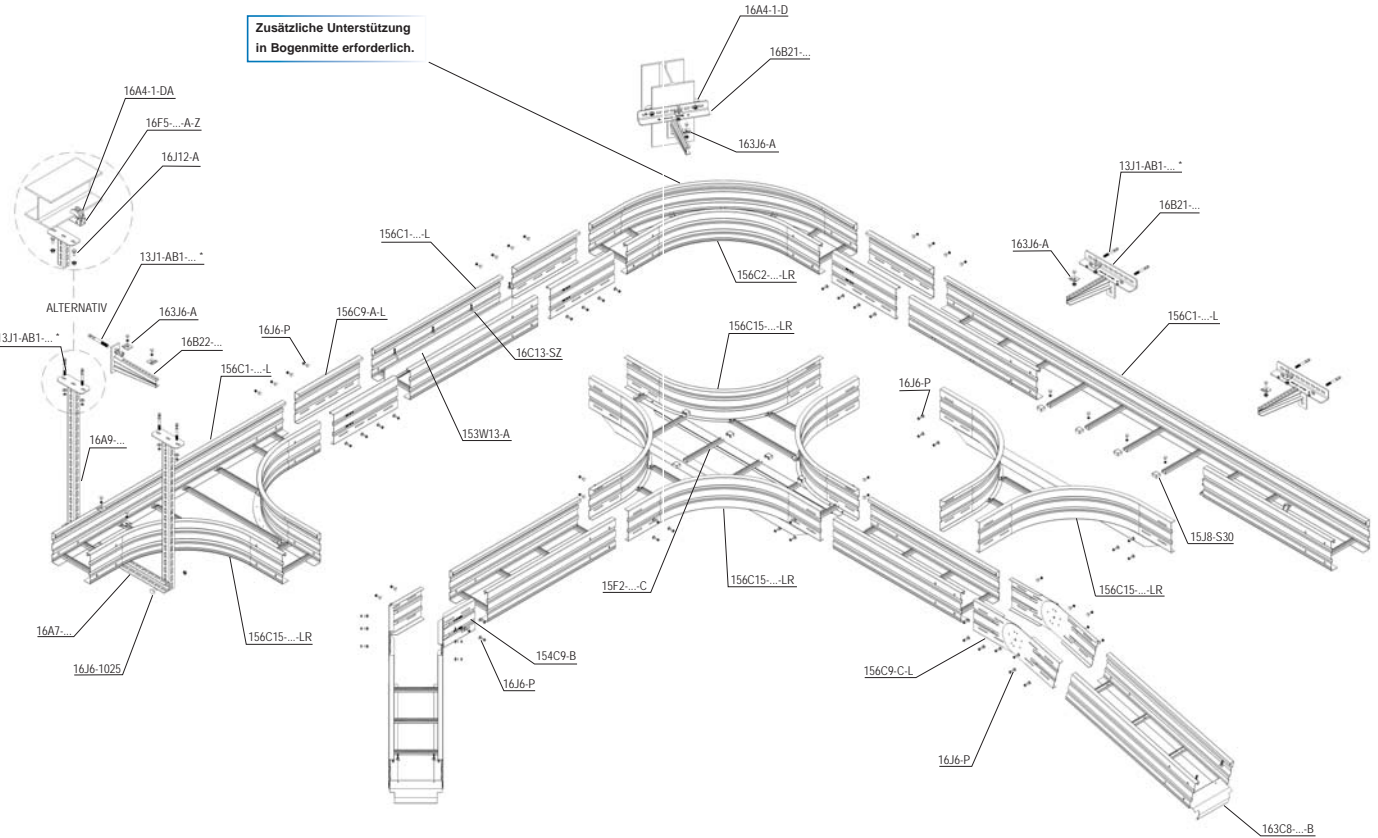 Zusätzliche Unterstützung
in Bogenmitte erforderlich.
16A4-1-D
16B21-...
163J6-A
16A4-1-DA
16F5-...-A-Z
16J12-A
13J1-AB1-... *
ALTERNATIV
163J6-A
13J1-AB1-... *
16B22-...
156C1-...-L
16J6-P
156C9-A-L
156C1-...-L
156C2-...-LR
16C13-SZ
153W13-A
156C15-...-LR
13J1-AB1-... *
16B21-...
163J6-A
156C1-...-L
16J6-P
15J8-S30
16A9-...
16A7-...
16J6-1025
156C15-...-LR
15F2-...-C
156C15-...-LR
156C15-...-LR
154C9-B
16J6-P
156C9-C-L
16J6-P
163C8-...-B